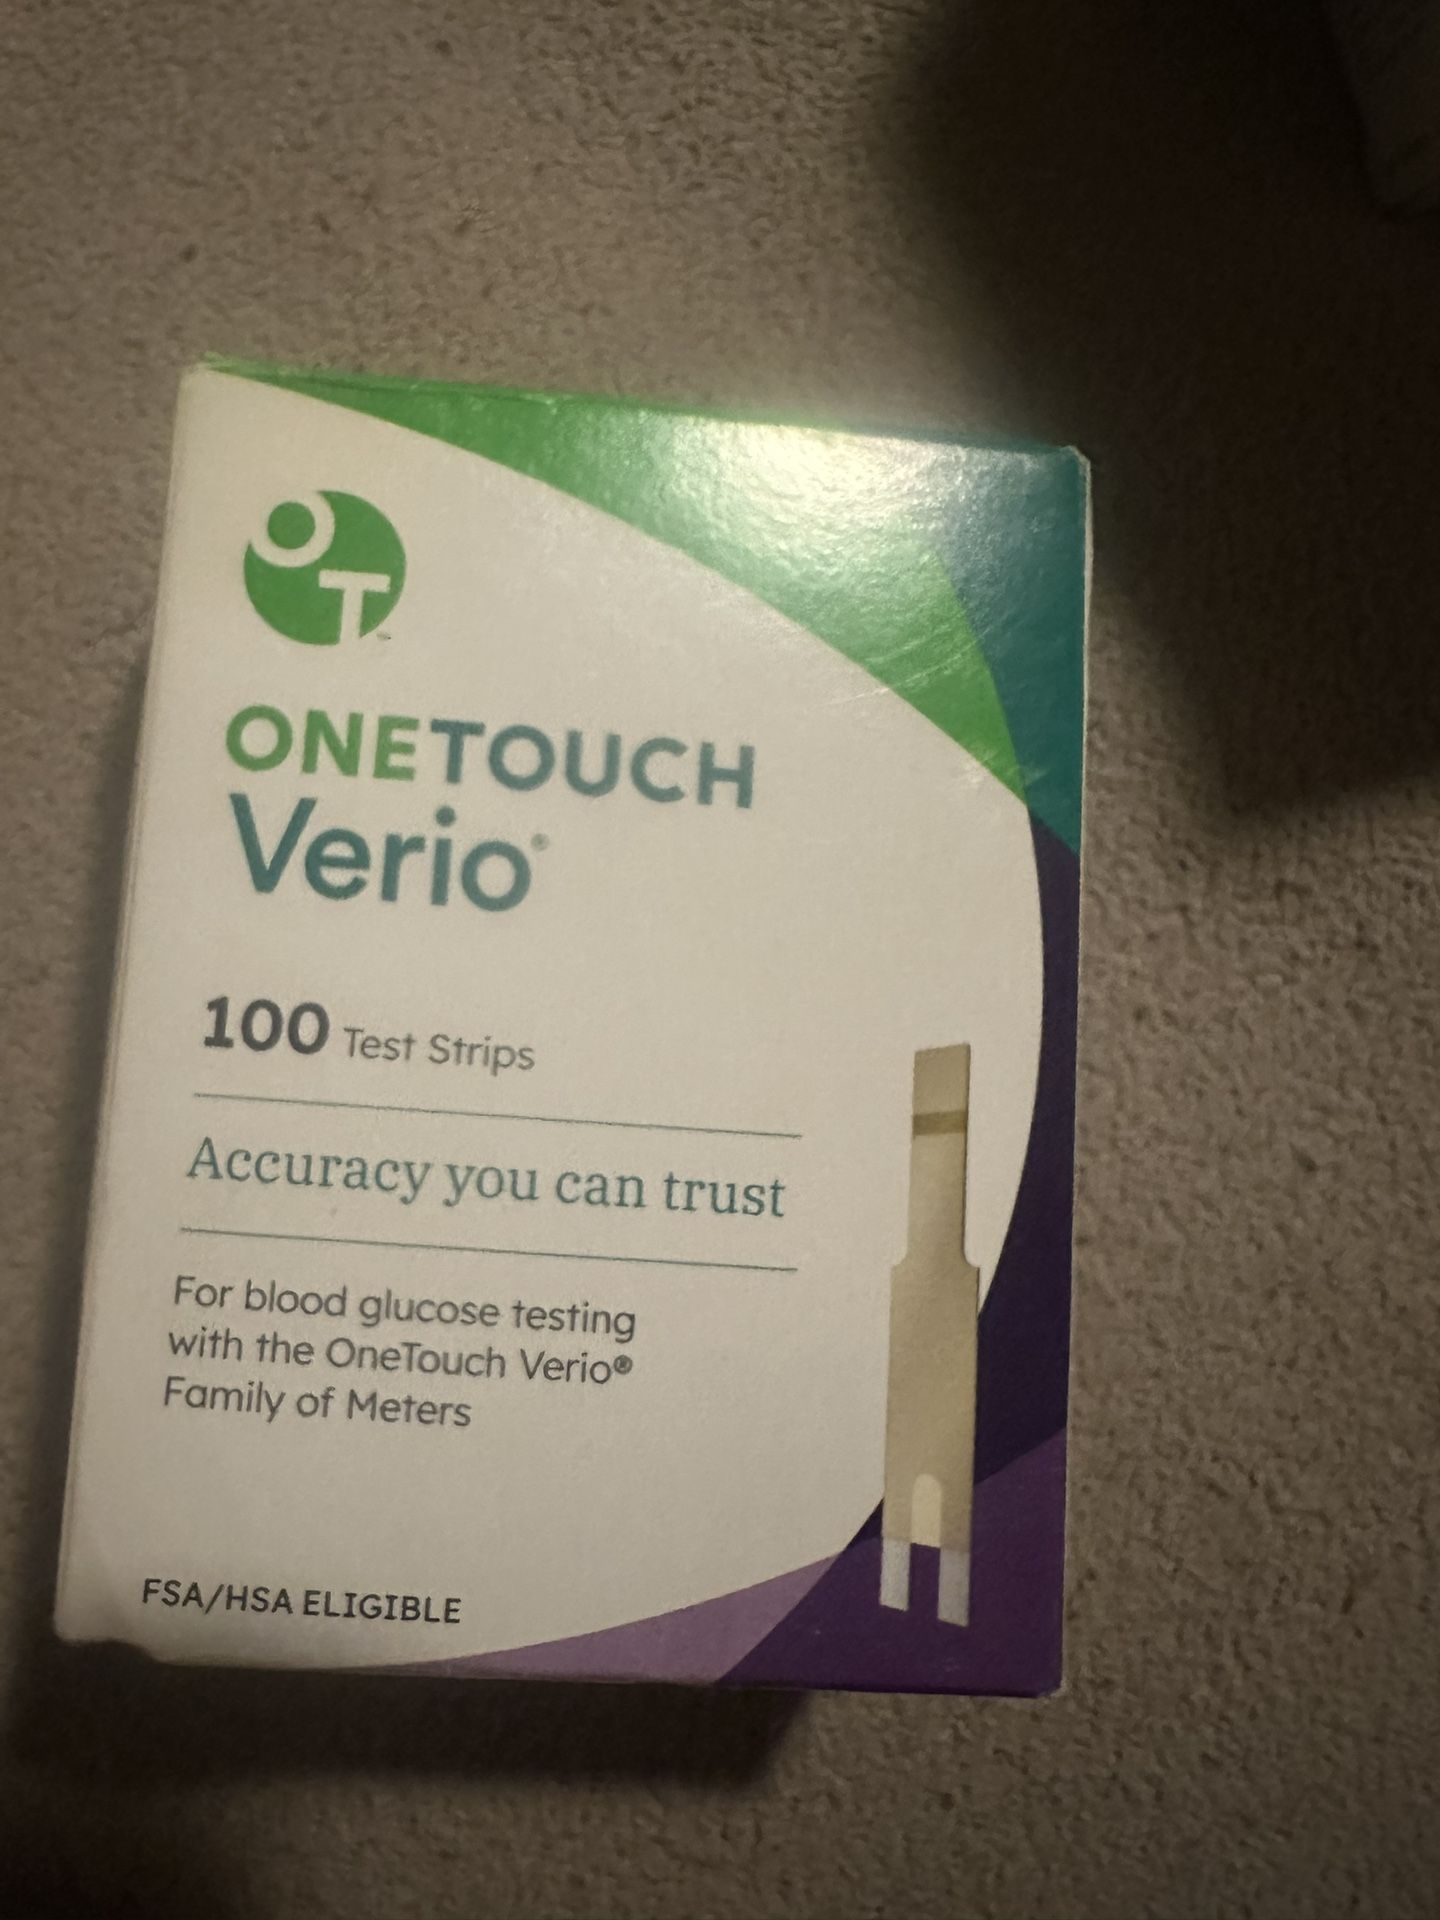 OT™
ONETOUCH
Verio®
100 Test Strips
Accuracy you can trust
For blood glucose testing
with the OneTouch Verio®
Family of Meters
FSA/HSA ELIGIBLE